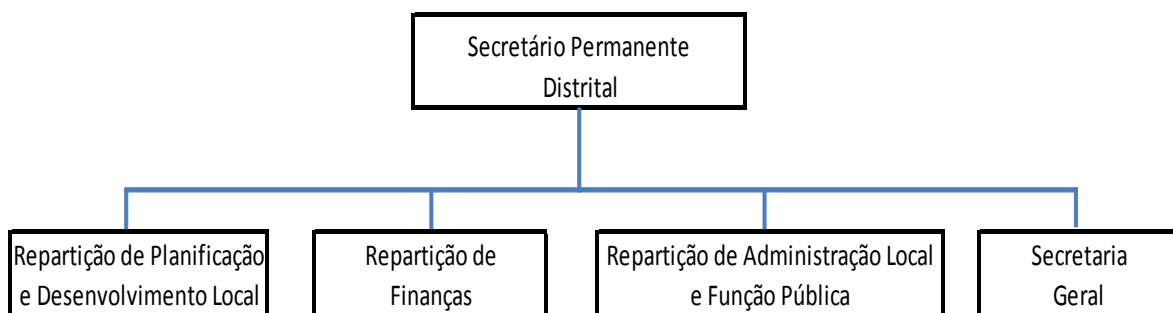 Secretário Permanente
Distrital
Repartição de Planificação
e Desenvolvimento Local
Repartição de
Finanças
Repartição de Administração Local
e Função Pública
Secretaria
Geral